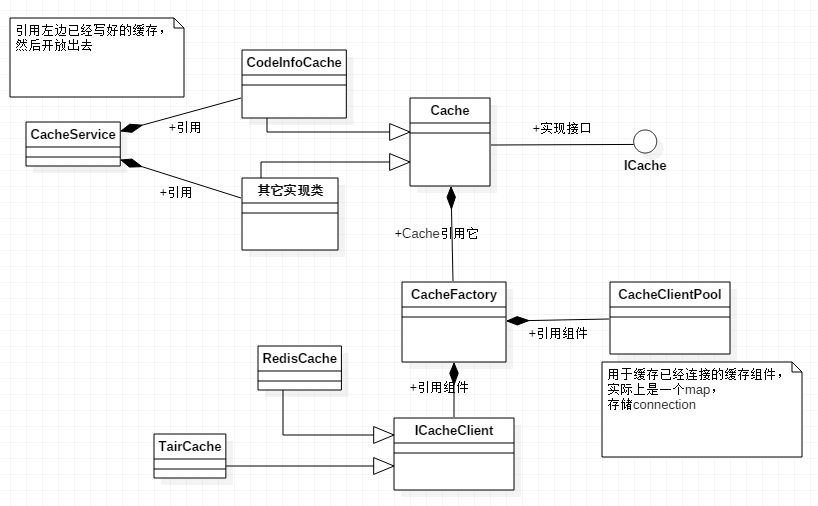 引用左边已经写好的缓存，
然后开放出去
CodeInfoCache
Cache
CacheService
+引用
+实现接口
ICache
+引用
其它实现类
+Cache引用它
CacheFactory
CacheClientPool
+引用组件
RedisCache
用于缓存已经连接的缓存组件，
实际上是一个map，
存储connection
+引用组件
ICacheClient
TairCache